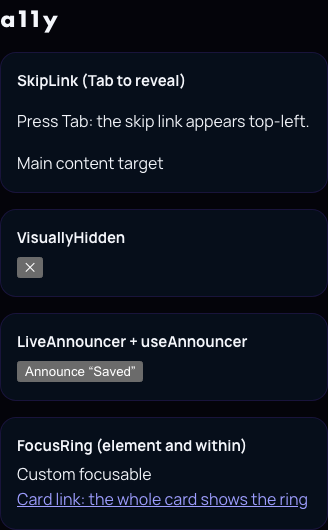 a11y
SkipLink (Tab to reveal)
Press Tab: the skip link appears top-left.
Main content target
VisuallyHidden
×
LiveAnnouncer + useAnnouncer
Announce “Saved”
FocusRing (element and within)
Custom focusable
Card link: the whole card shows the ring